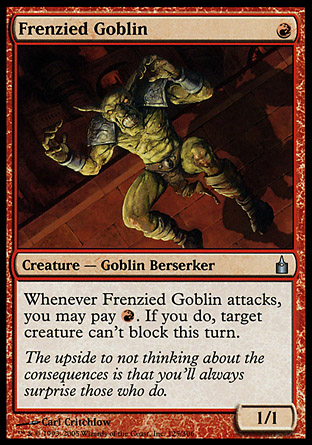 Frenzied Goblin
Creature — Goblin Berserker
Whenever Frenzied Goblin attacks,
you may pay . If you do, target
creature can't block this turn.
The upside to not thinking about the
consequences is that you'll always
surprise those who do.
Carl Critchlow
1/1